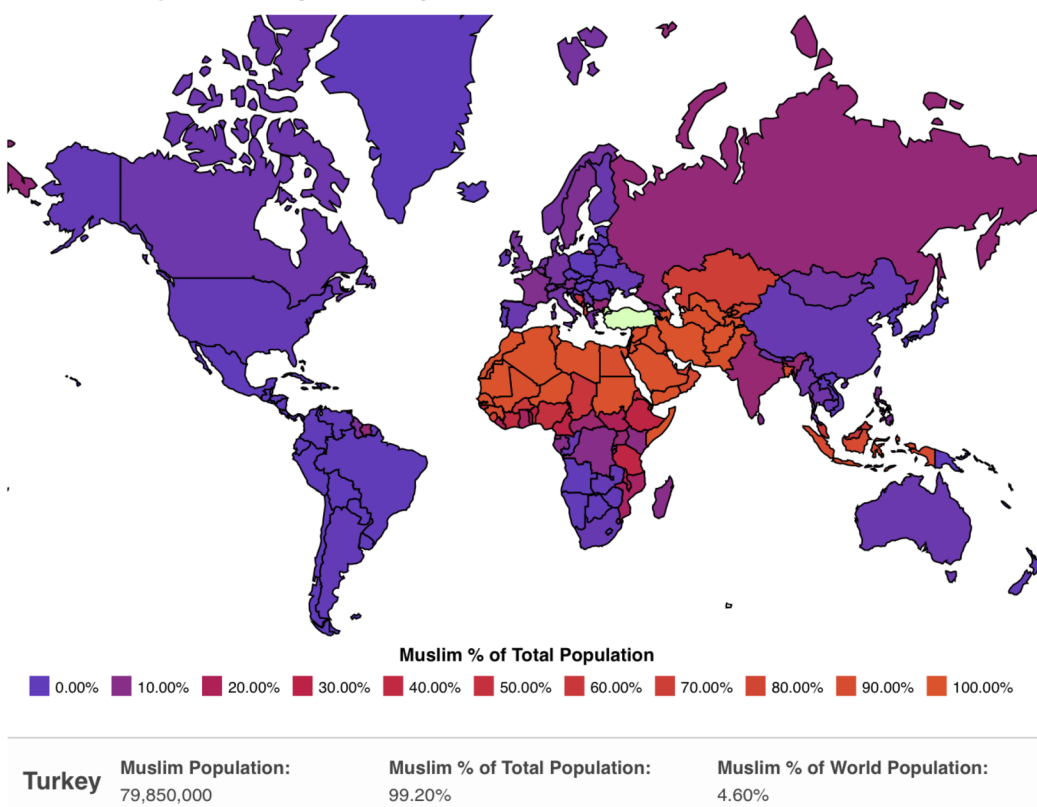 Muslim % of Total Population
0.00% 10.00% 20.00% 30.00% 40.00% 50.00% 60.00% 70.00% 80.00% 90.00% 100.00%
Turkey
Muslim Population:
79,850,000
Muslim % of Total Population:
99.20%
Muslim % of World Population:
4.60%